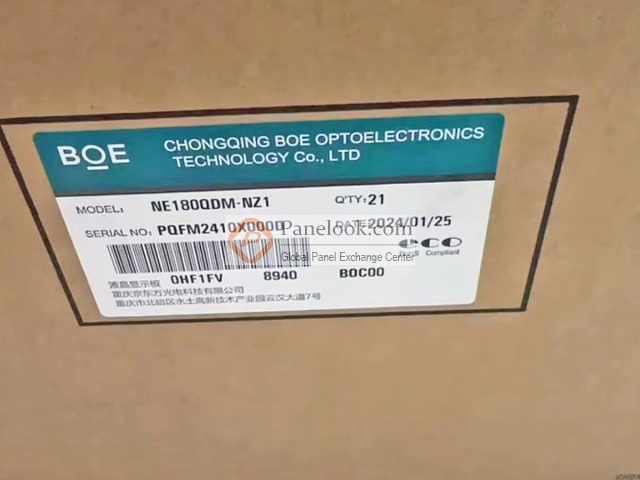 BOE
CHONGQING BOE OPTOELECTRONICS
TECHNOLOGY Co., LTD
MODEL: NE180QDM-NZ1 Q'TY: 21
SERIAL NO: PQFM2410X000D DATE: 2024/01/25
Panelook.com
Global Panel Exchange Center
eco
RoHS Compliant
液晶显示板 0HF1FV 8940 B0C00
重庆京东方光电科技有限公司
重庆市北碚区水土高新技术产业园云汉大道7号